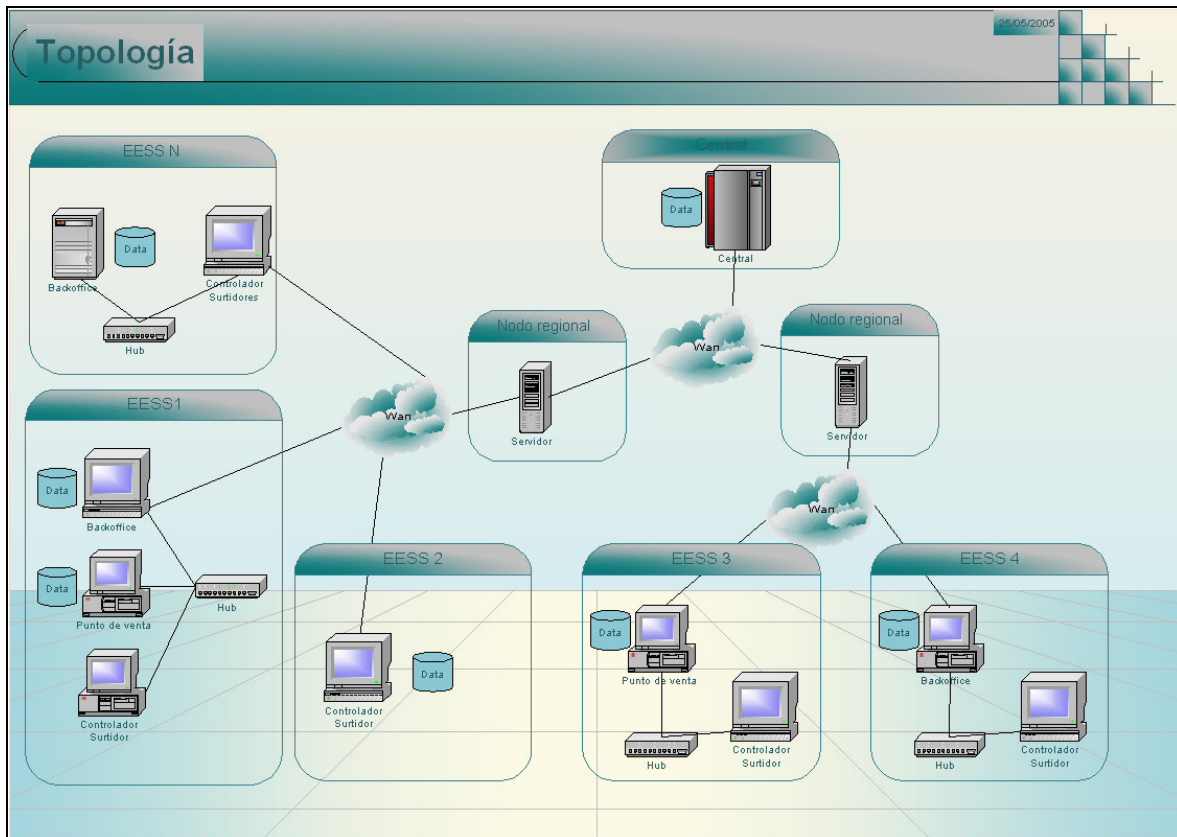 Topología
25/05/2005
EESS N
Data
Backoffice
Controlador
Surtidores
Hub
Central
Data
Central
Nodo regional
Servidor
Wan
Nodo regional
Servidor
Wan
EESS1
Data
Backoffice
Data
Punto de venta
Hub
Controlador
Surtidor
Wan
EESS 2
Data
Controlador
Surtidor
EESS 3
Data
Punto de venta
Hub
Controlador
Surtidor
EESS 4
Data
Backoffice
Hub
Controlador
Surtidor